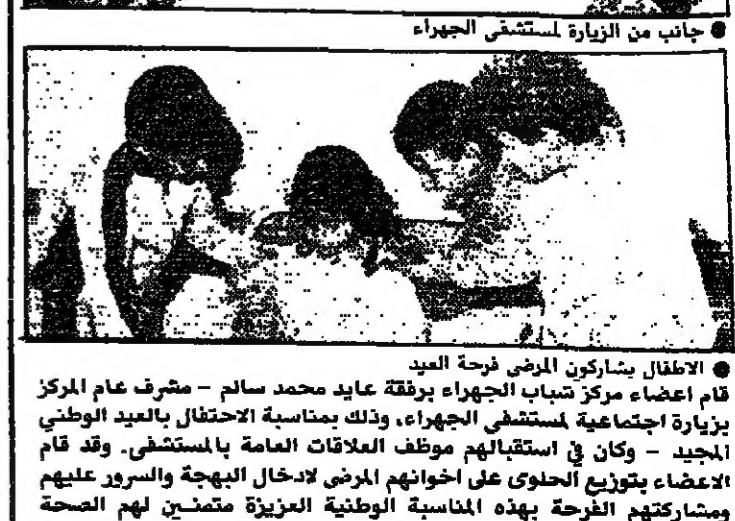 ● جانب من الزيارة لمستشفى الجهراء
● الاطفال يشاركون المرضى فرحة العيد
قام اعضاء مركز شباب الجهراء برفقة عايد محمد سالم – مشرف عام المركز
بزيارة اجتماعية لمستشفى الجهراء، وذلك بمناسبة الاحتفال بالعيد الوطني
المجيد – وكان في استقبالهم موظف العلاقات العامة بالمستشفى. وقد قام
الاعضاء بتوزيع الحلوى على اخوانهم المرضى لادخال البهجة والسرور عليهم
ومشاركتهم الفرحة بهذه المناسبة الوطنية العزيزة متمنين لهم الصحة